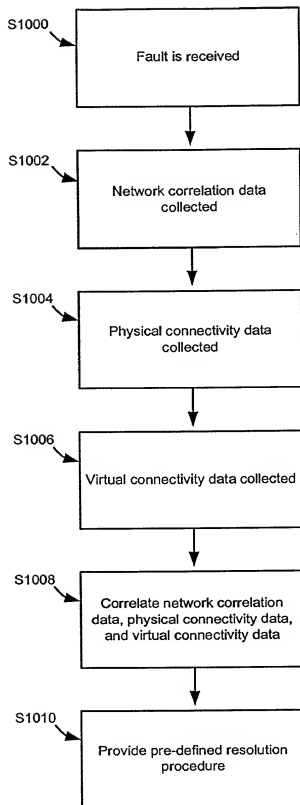 S1000
Fault is received
S1002
Network correlation data
collected
S1004
Physical connectivity data
collected
S1006
Virtual connectivity data collected
S1008
Correlate network correlation
data, physical connectivity data,
and virtual connectivity data
S1010
Provide pre-defined resolution
procedure